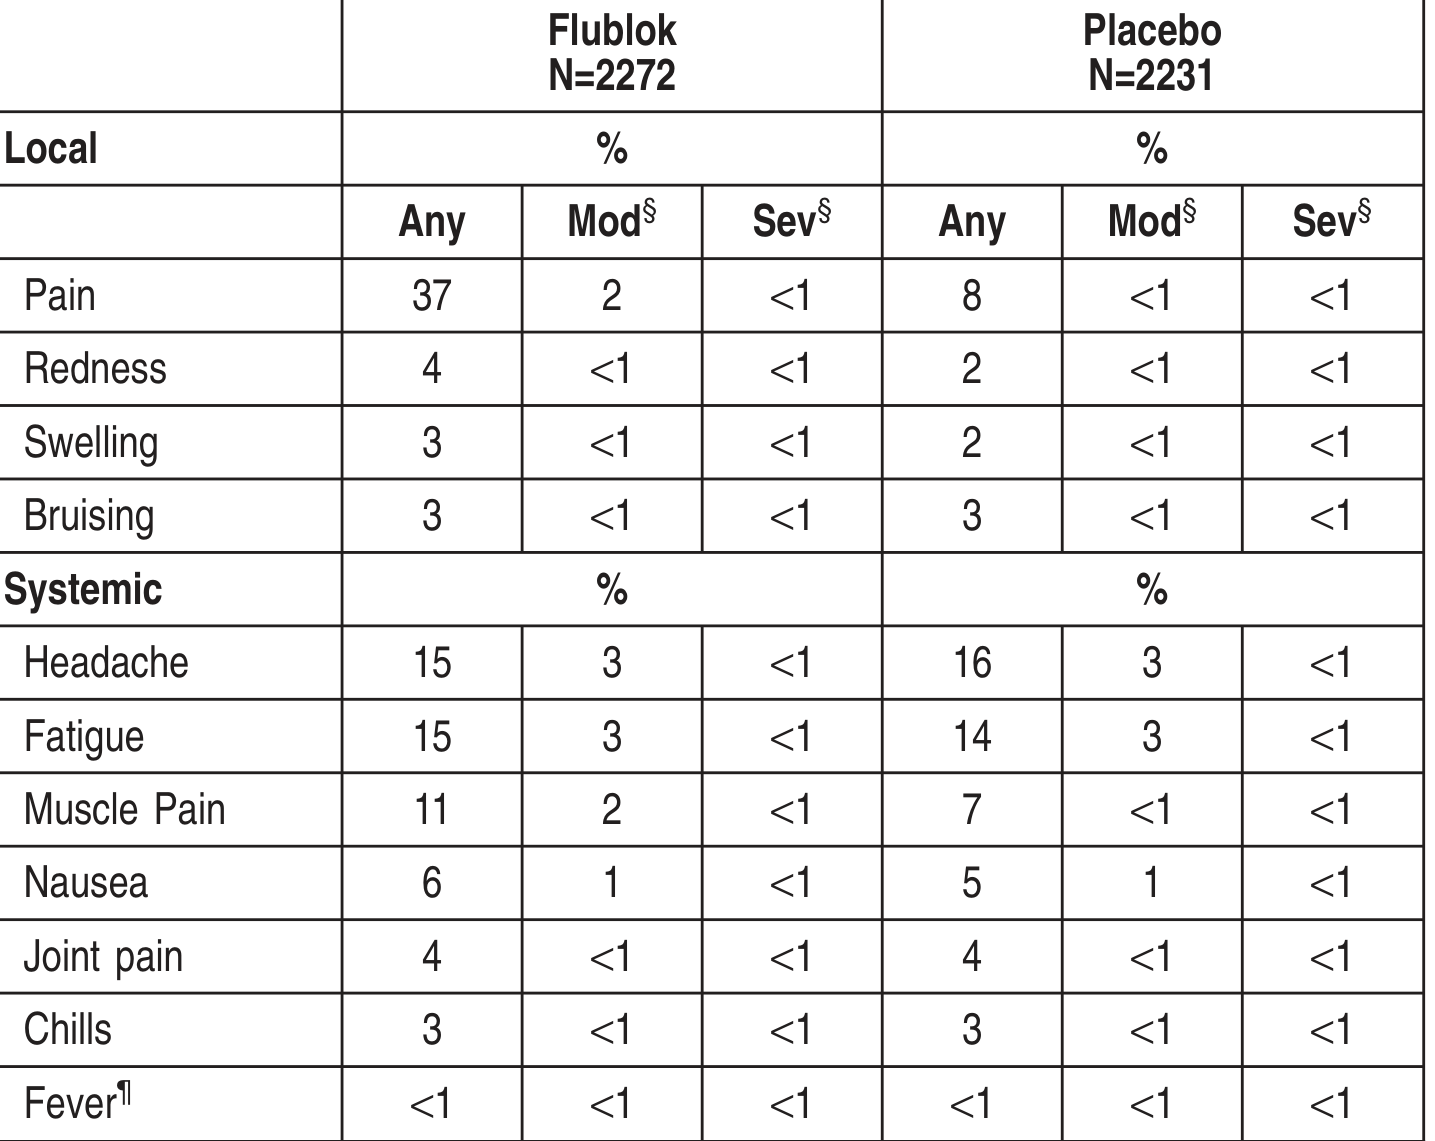 Flublok Placebo
N=2272 N=2231
Local % %
Any Mod§ Sev§ Any Mod§ Sev§
Pain 37 2 <1 8 <1 <1
Redness 4 <1 <1 2 <1 <1
Swelling 3 <1 <1 2 <1 <1
Bruising 3 <1 <1 3 <1 <1
Systemic % %
Headache 15 3 <1 16 3 <1
Fatigue 15 3 <1 14 3 <1
Muscle Pain 11 2 <1 7 <1 <1
Nausea 6 1 <1 5 1 <1
Joint pain 4 <1 <1 4 <1 <1
Chills 3 <1 <1 3 <1 <1
Fever¶ <1 <1 <1 <1 <1 <1